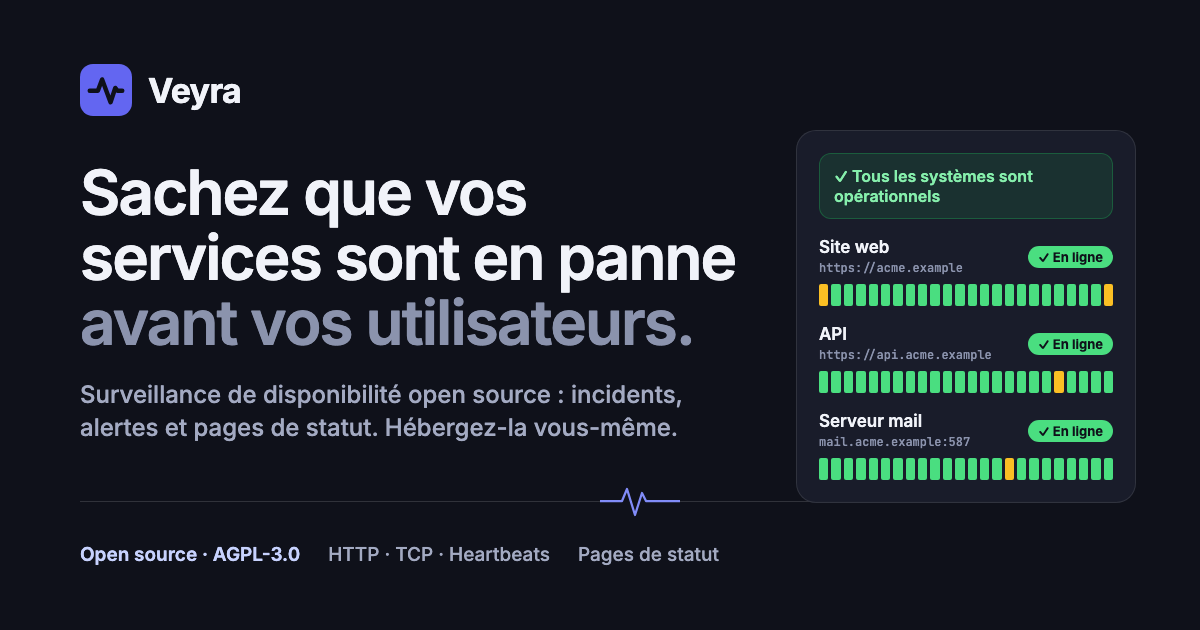 Veyra
Sachez que vos
services sont en panne
avant vos utilisateurs.
Surveillance de disponibilité open source : incidents,
alertes et pages de statut. Hébergez-la vous-même.
Open source · AGPL-3.0 HTTP · TCP · Heartbeats Pages de statut
✓ Tous les systèmes sont
opérationnels
Site web
https://acme.example
✓ En ligne
API
https://api.acme.example
✓ En ligne
Serveur mail
mail.acme.example:587
✓ En ligne